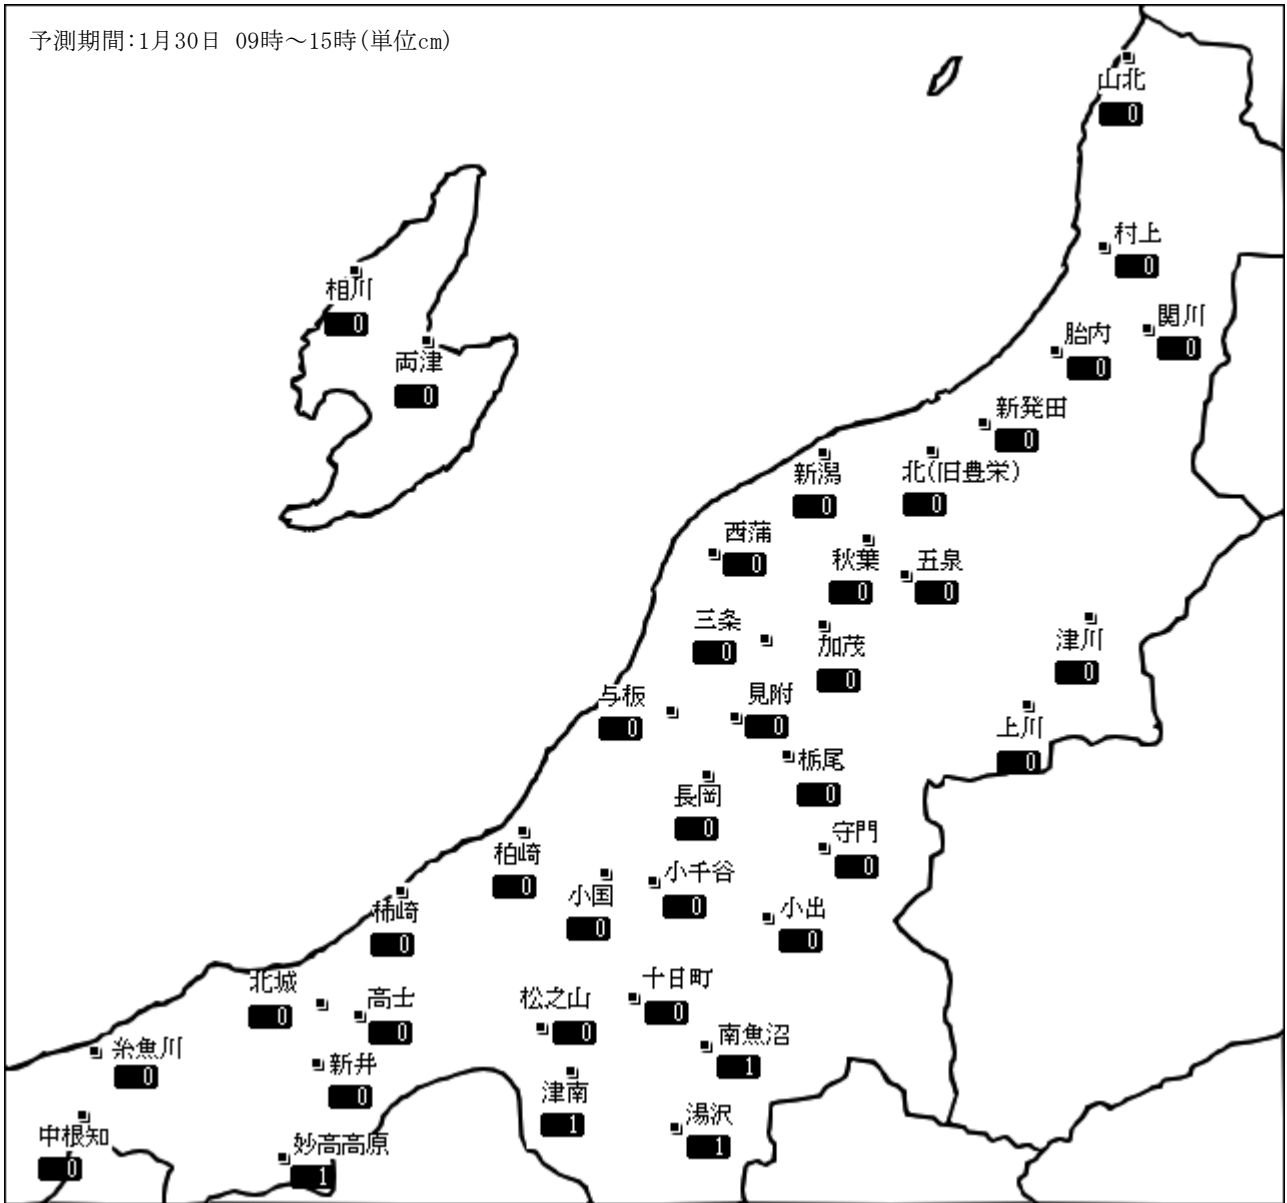 予測期間:1月30日 09時～15時(単位cm)
山北
0
村上
0
相川
0
関川
0
胎内
0
両津
0
新発田
0
新潟
0
北(旧豊栄)
0
西蒲
0
秋葉
0
五泉
0
三条
0
加茂
0
津川
0
与板
0
見附
0
上川
0
栃尾
0
長岡
0
守門
0
柏崎
0
小国
0
小千谷
0
小出
0
柿崎
0
北城
0
高士
0
松之山
0
十日町
0
南魚沼
1
糸魚川
0
新井
0
津南
1
湯沢
1
中根知
0
妙高高原
1